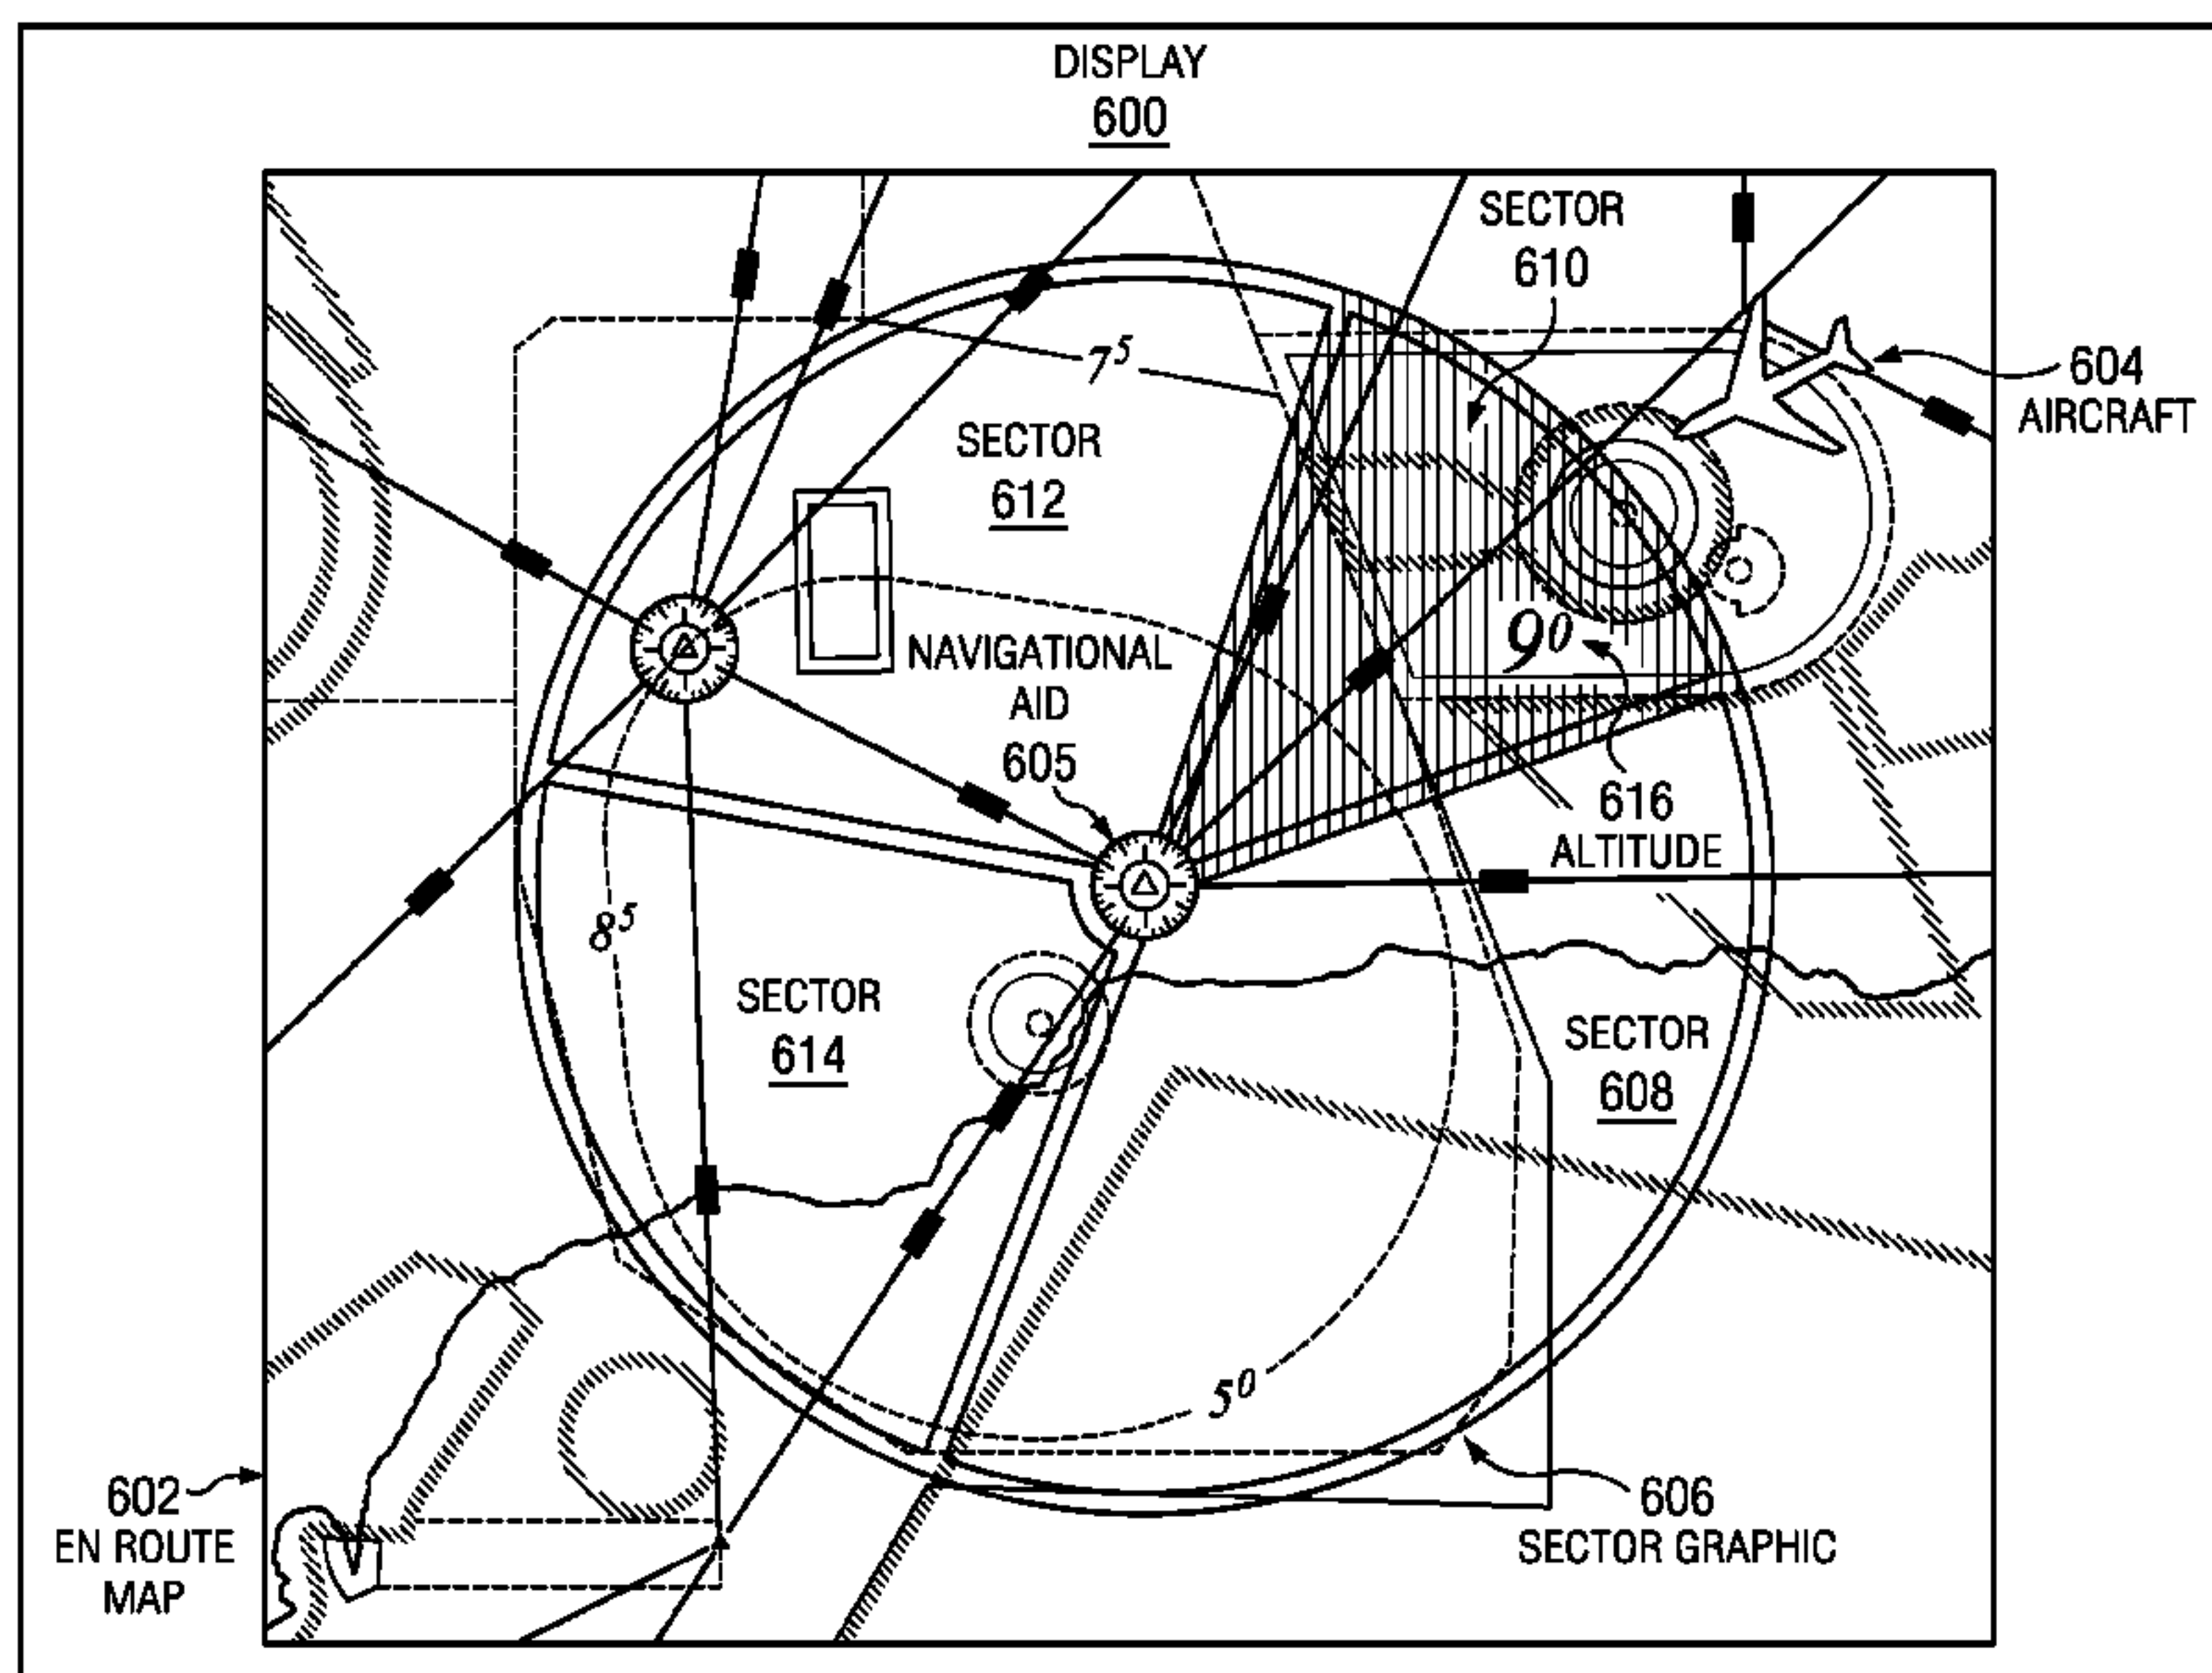 DISPLAY
600
SECTOR
610
7⁵
604
AIRCRAFT
SECTOR
612
9⁰
NAVIGATIONAL
AID
605
616
ALTITUDE
8⁵
SECTOR
614
SECTOR
608
5⁰
602
EN ROUTE
MAP
606
SECTOR GRAPHIC